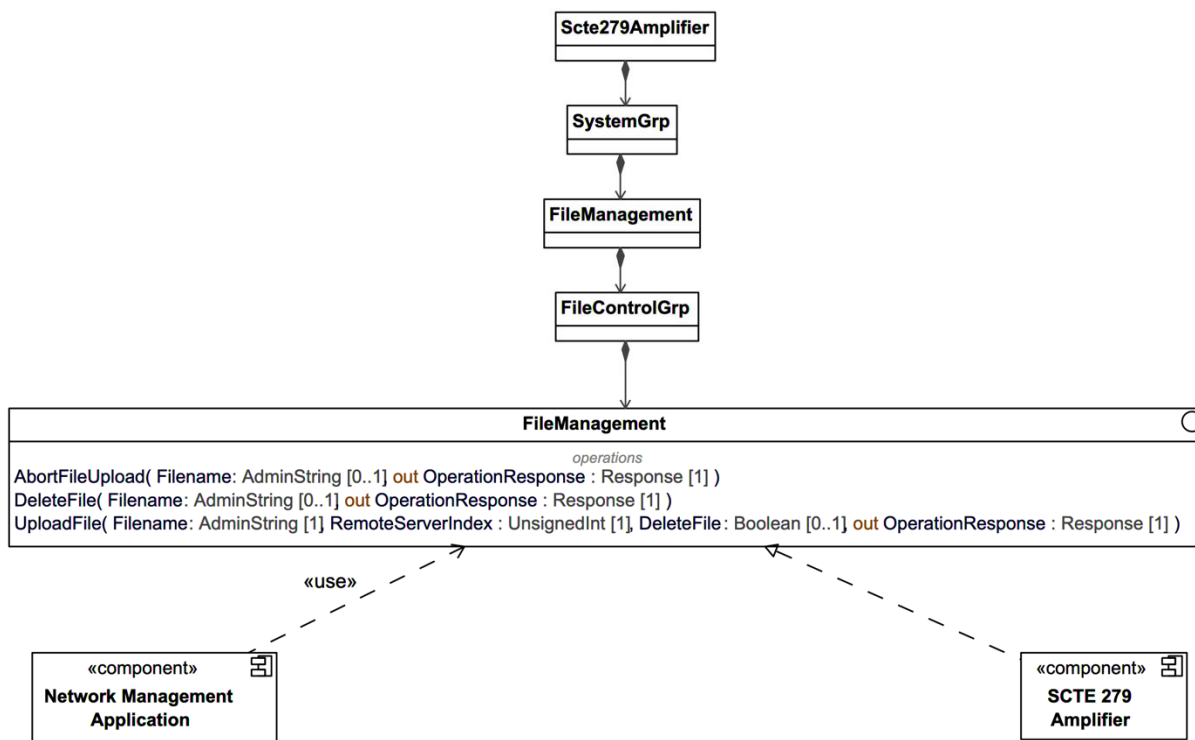 Scte279Amplifier
SystemGrp
FileManagement
FileControlGrp
FileManagement
operations
AbortFileUpload( Filename: AdminString [0..1], out OperationResponse : Response [1] )
DeleteFile( Filename: AdminString [0..1], out OperationResponse : Response [1] )
UploadFile( Filename: AdminString [1], RemoteServerIndex : UnsignedInt [1], DeleteFile : Boolean [0..1], out OperationResponse : Response [1] )
«use»
«component»
Network Management
Application
«component»
SCTE 279
Amplifier